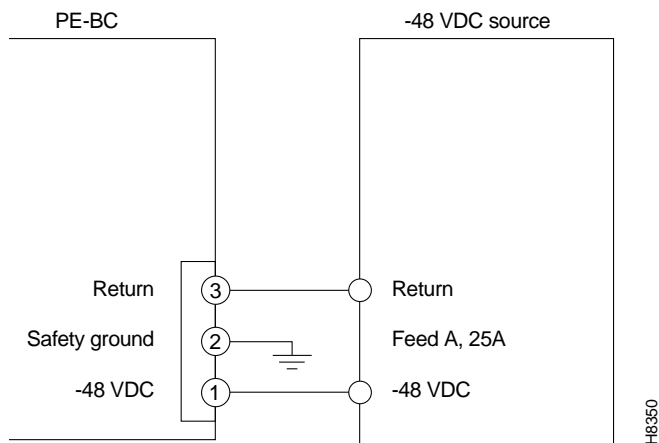 PE-BC
-48 VDC source
Return
3
Return
Safety ground
2
Feed A, 25A
-48 VDC
1
-48 VDC
H8350